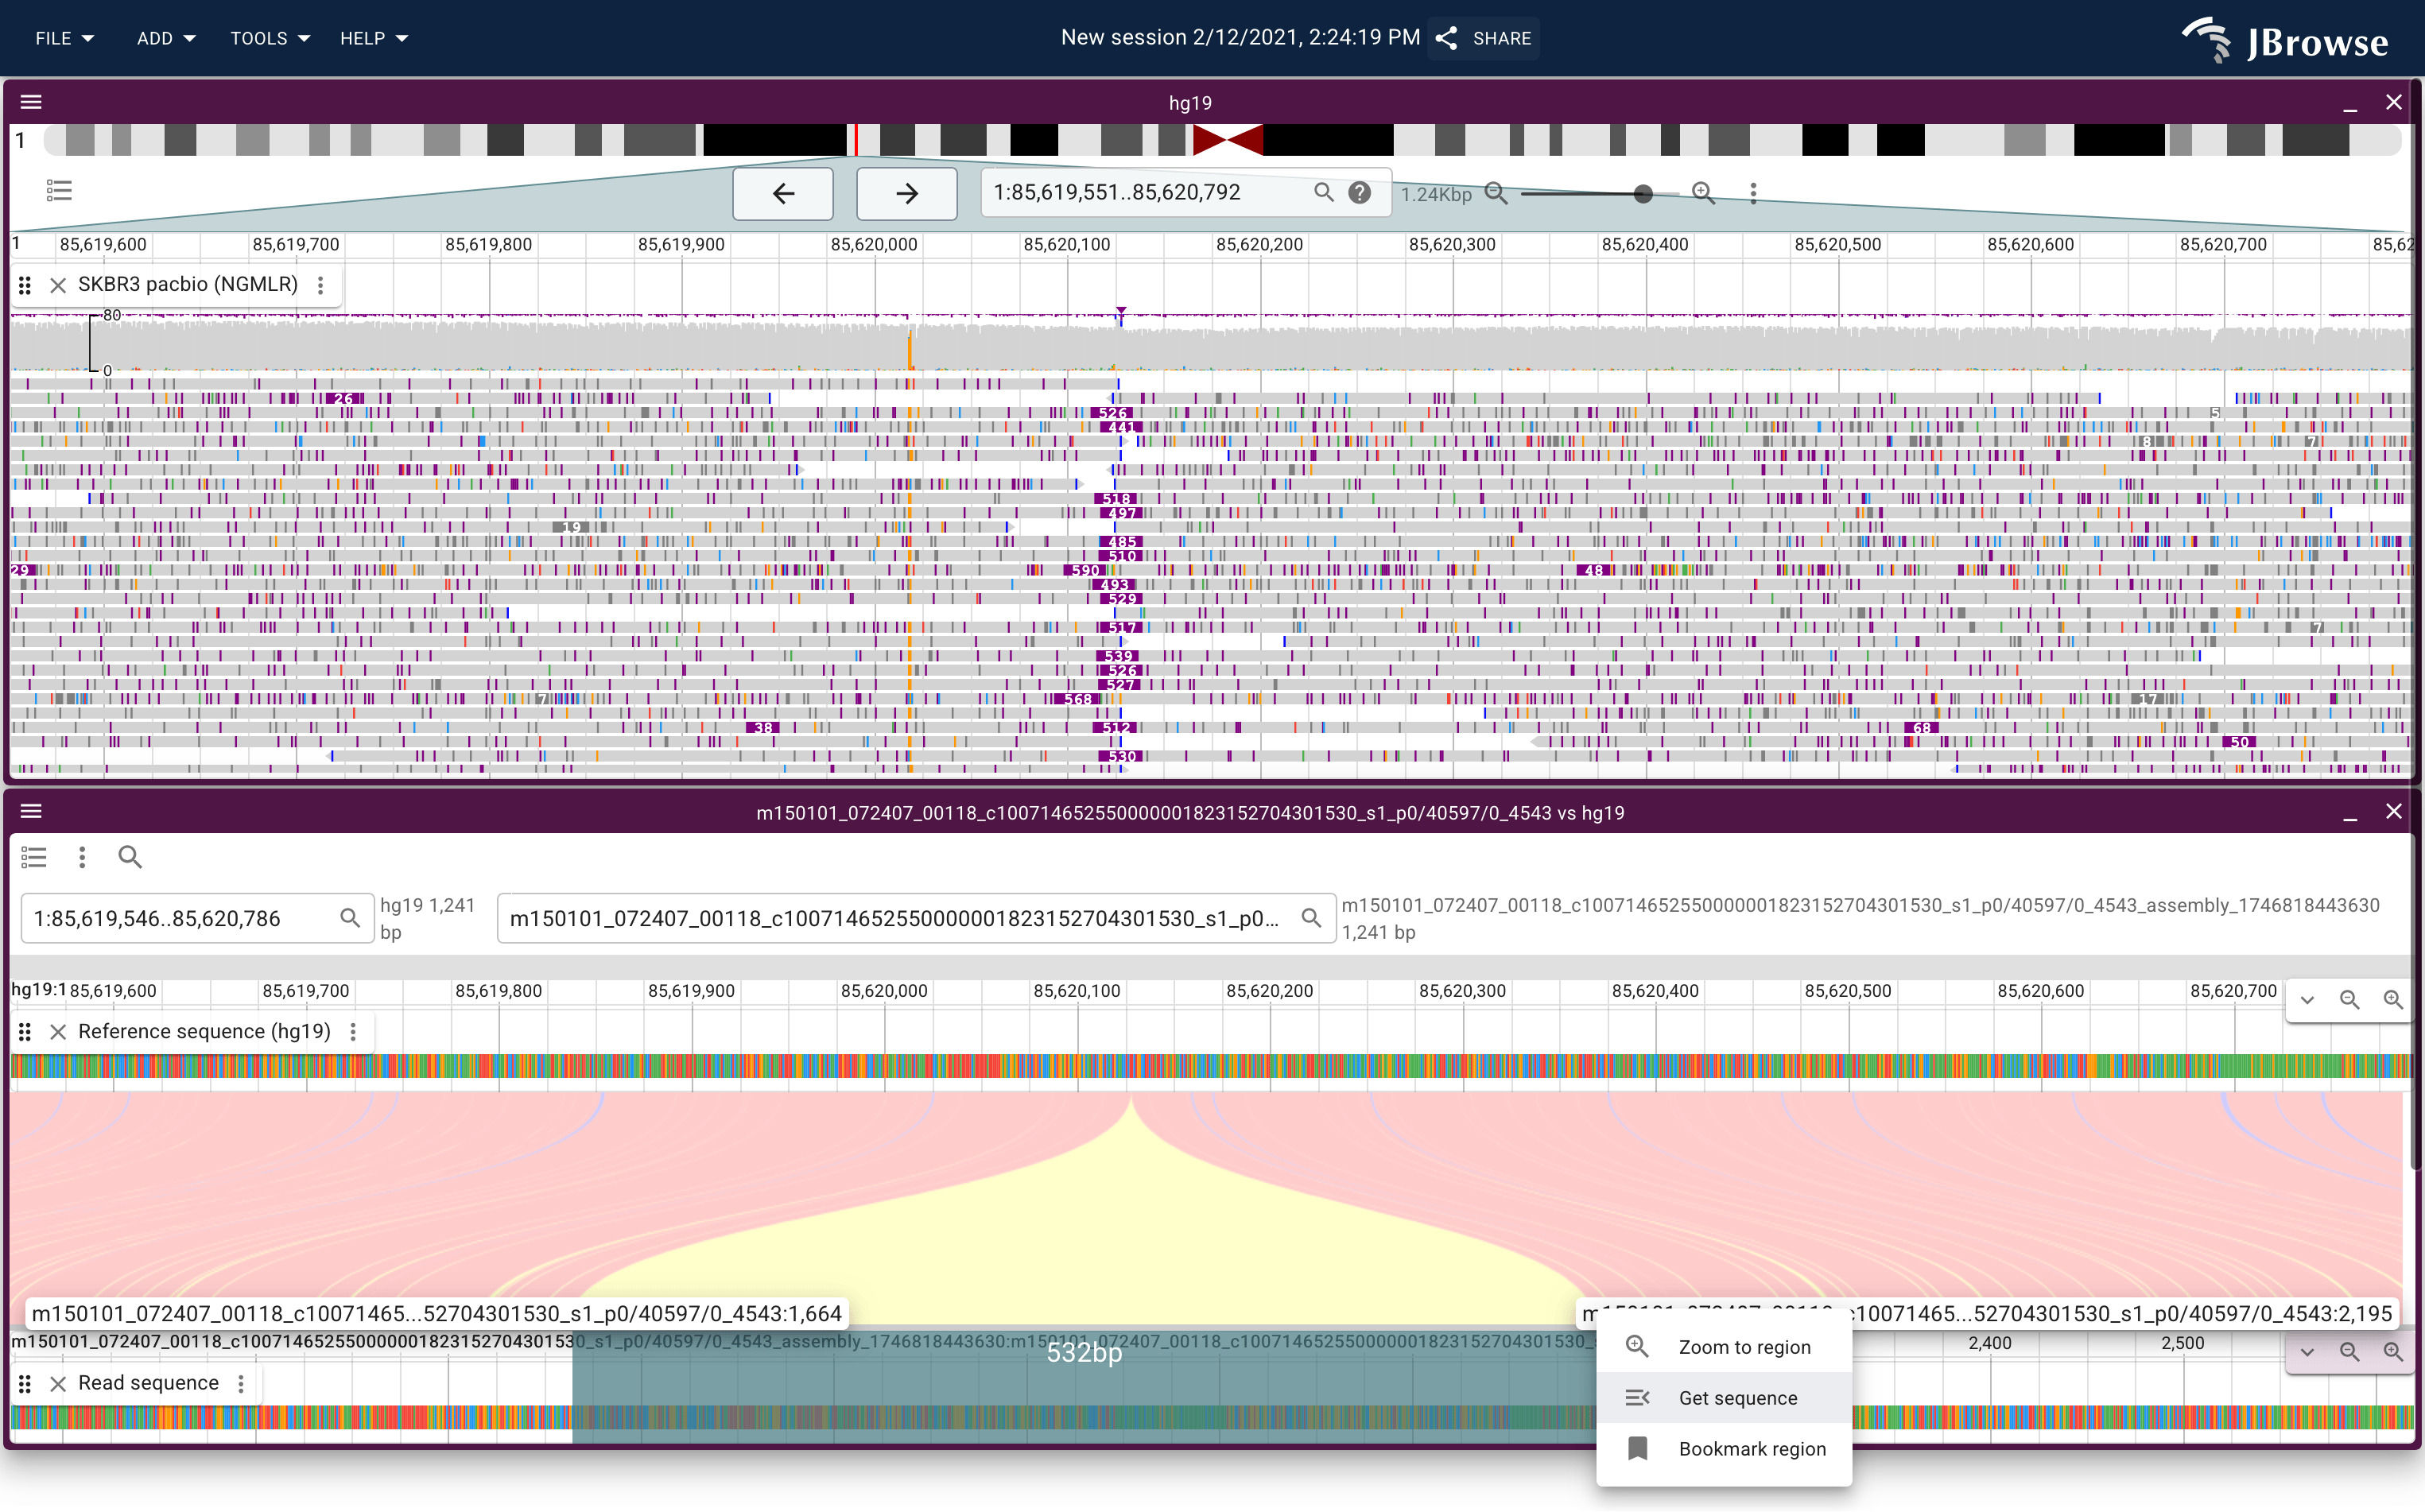 FILE ADD TOOLS HELP New session 2/12/2021, 2:24:19 PM SHARE JBrowse
hg19
1
1:85,619,551..85,620,792 1.24Kbp
1 85,619,600 85,619,700 85,619,800 85,619,900 85,620,000 85,620,100 85,620,200 85,620,300 85,620,400 85,620,500 85,620,600 85,620,700 85,62
SKBR3 pacbio (NGMLR)
80
0
26
526 5
441
8 7
518
497
19
485
510
29 590 48
493
529
517 7
539
526
527
7 568 17
38 512 68
50
530
m150101_072407_00118_c100714652550000001823152704301530_s1_p0/40597/0_4543 vs hg19
1:85,619,546..85,620,786 hg19 1,241 bp m150101_072407_00118_c100714652550000001823152704301530_s1_p0... m150101_072407_00118_c100714652550000001823152704301530_s1_p0/40597/0_4543_assembly_1746818443630
1,241 bp
hg19:1 85,619,600 85,619,700 85,619,800 85,619,900 85,620,000 85,620,100 85,620,200 85,620,300 85,620,400 85,620,500 85,620,600 85,620,700
Reference sequence (hg19)
m150101_072407_00118_c10071465...52704301530_s1_p0/40597/0_4543:1,664 c10071465...52704301530_s1_p0/40597/0_4543:2,195
m150101_072407_00118_c100714652550000001823152704301530_s1_p0/40597/0_4543_assembly_1746818443630:m150101_072407_00118_c100714652550000001823152704301530_s 2,400 2,500
532bp
Zoom to region
Read sequence
Get sequence
Bookmark region